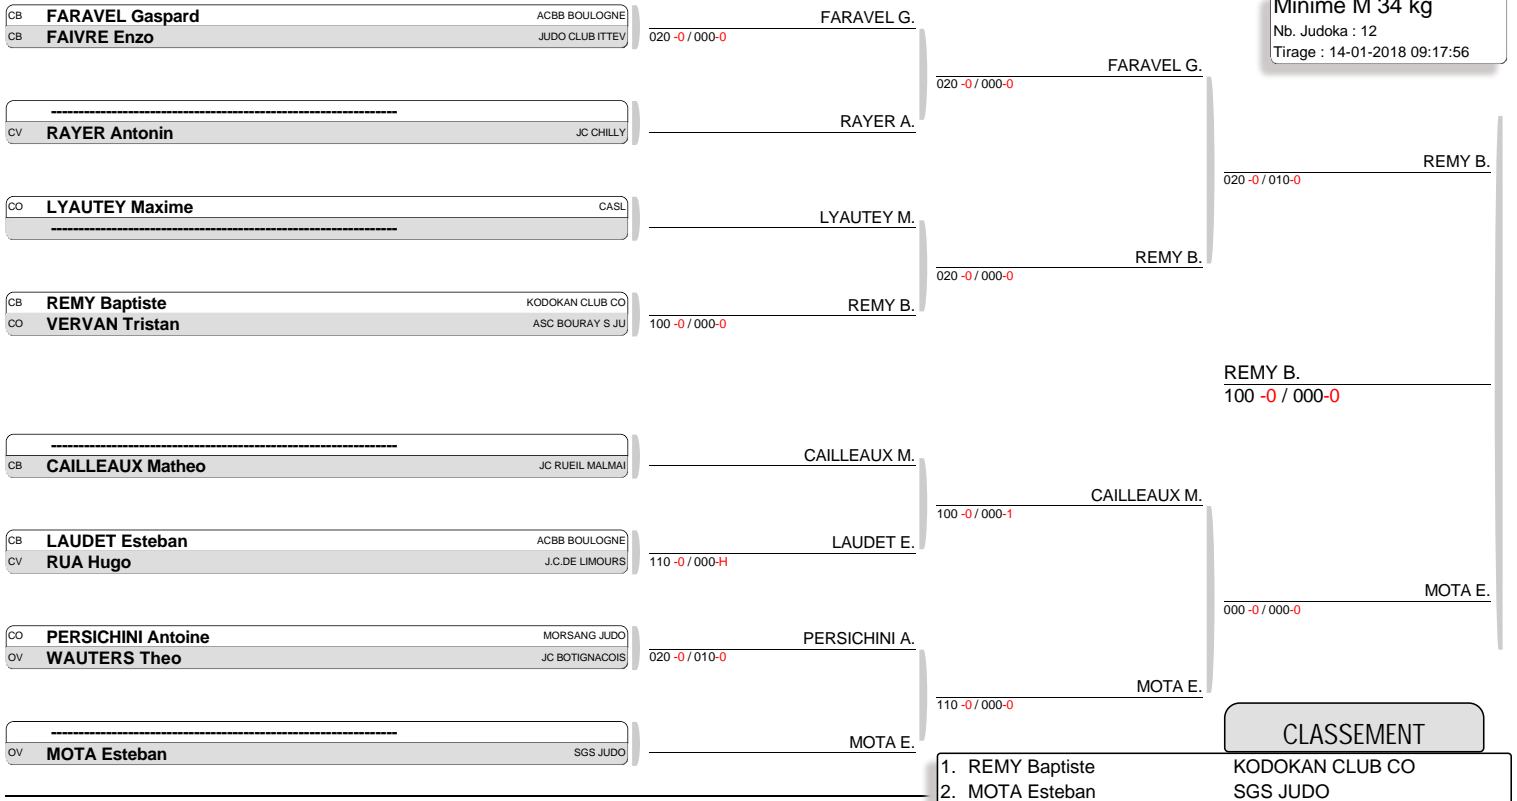 Minime M 34 kg
Nb. Judoka : 12
Tirage : 14-01-2018 09:17:56
CB FARAVEL Gaspard ACBB BOULOGNE
CB FAIVRE Enzo JUDO CLUB ITTEV
CV RAYER Antonin JC CHILLY
CO LYAUTEY Maxime CASL
CB REMY Baptiste KODOKAN CLUB CO
CO VERVAN Tristan ASC BOURAY S JU
CB CAILLEAUX Matheo JC RUEIL MALMAI
CB LAUDET Esteban ACBB BOULOGNE
CV RUA Hugo J.C.DE LIMOURS
CO PERSICHINI Antoine MORSANG JUDO
OV WAUTERS Theo JC BOTIGNACOIS
OV MOTA Esteban SGS JUDO
FARAVEL G.
020 -0 / 000-0
RAYER A.
LYAUTEY M.
REMY B.
100 -0 / 000-0
CAILLEAUX M.
LAUDET E.
110 -0 / 000-H
PERSICHINI A.
020 -0 / 010-0
MOTA E.
FARAVEL G.
020 -0 / 000-0
REMY B.
020 -0 / 000-0
CAILLEAUX M.
100 -0 / 000-1
MOTA E.
110 -0 / 000-0
REMY B.
020 -0 / 010-0
REMY B.
100 -0 / 000-0
MOTA E.
000 -0 / 000-0
CLASSEMENT
1. REMY Baptiste KODOKAN CLUB CO
2. MOTA Esteban SGS JUDO